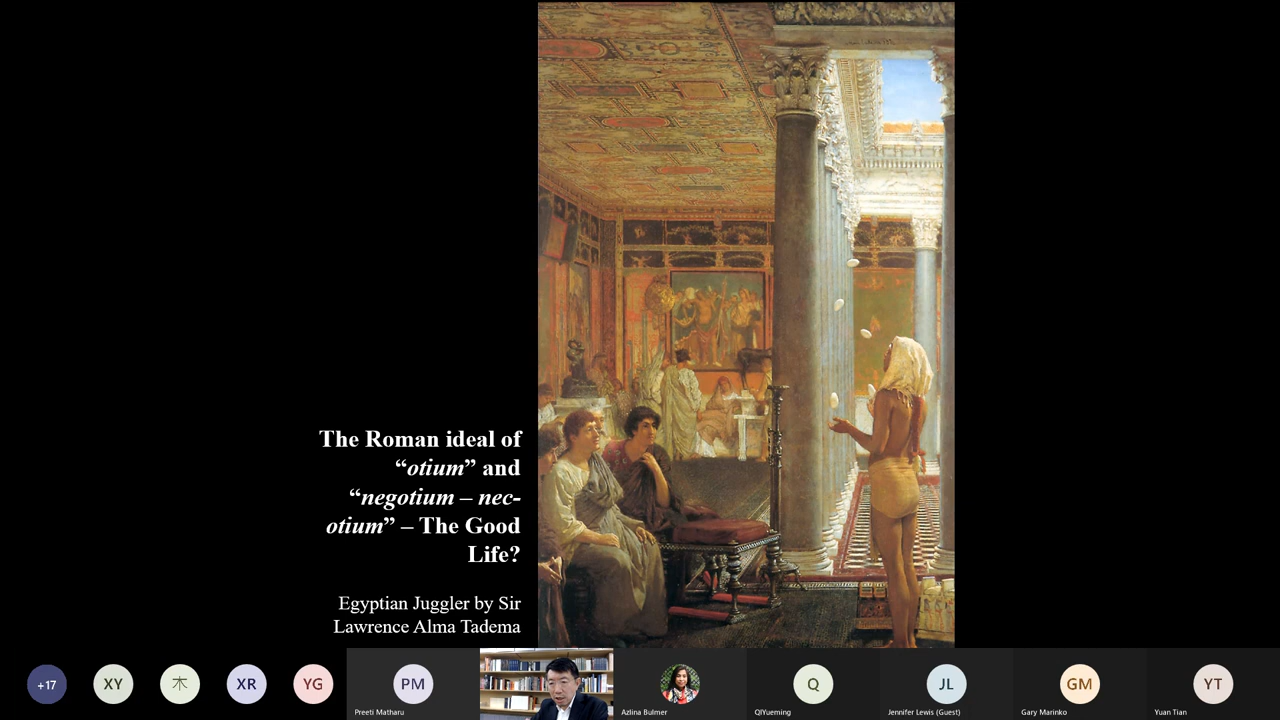 The Roman ideal of
“otium” and
“negotium – nec-
otium” – The Good
Life?
Egyptian Juggler by Sir
Lawrence Alma Tadema
+17
XY
木
XR
YG
PM
Preeti Matharu
Azlina Bulmer
Q
QIYueming
JL
Jennifer Lewis (Guest)
GM
Gary Marinko
YT
Yuan Tian